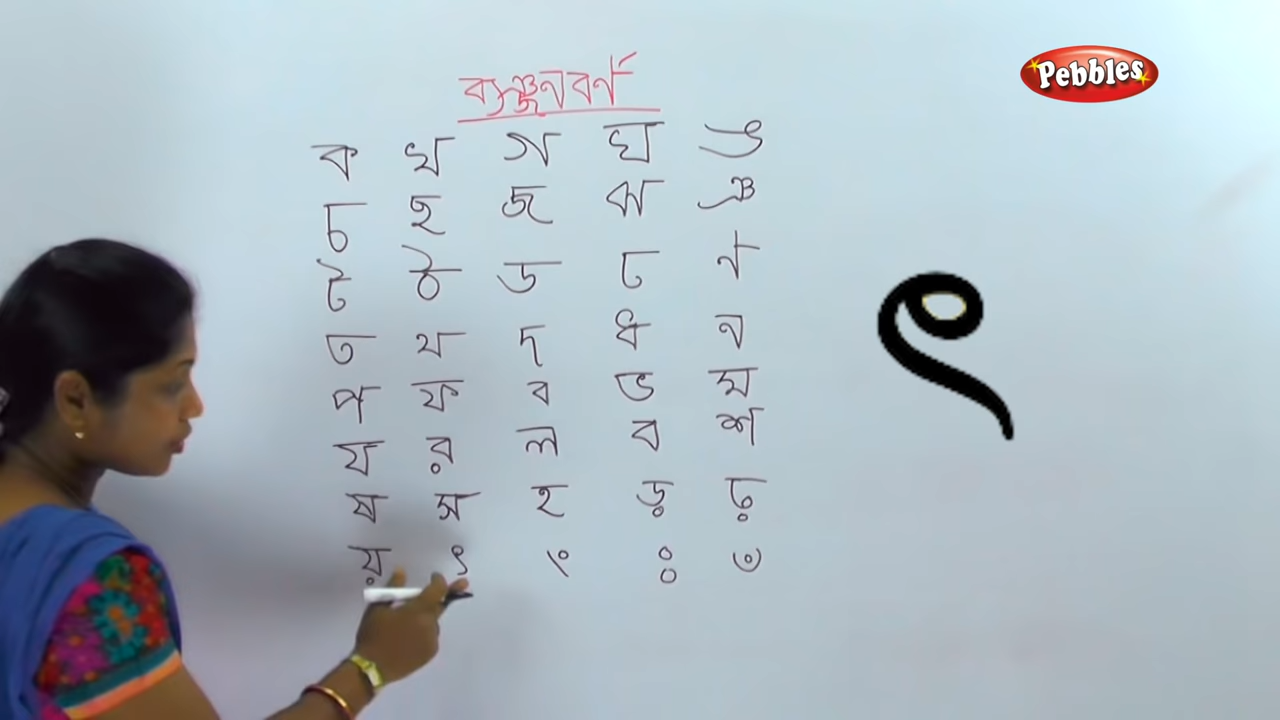 Pebbles
ব্যঞ্জনবর্ণ
ক খ গ ঘ ঙ
চ ছ জ ঝ ঞ
ট ঠ ড ঢ ণ
ত থ দ ধ ন
প ফ ব ভ ম
য র ল ব শ
ষ স হ ড় ঢ়
য় ৎ ং ঃ ঁ
ৎ